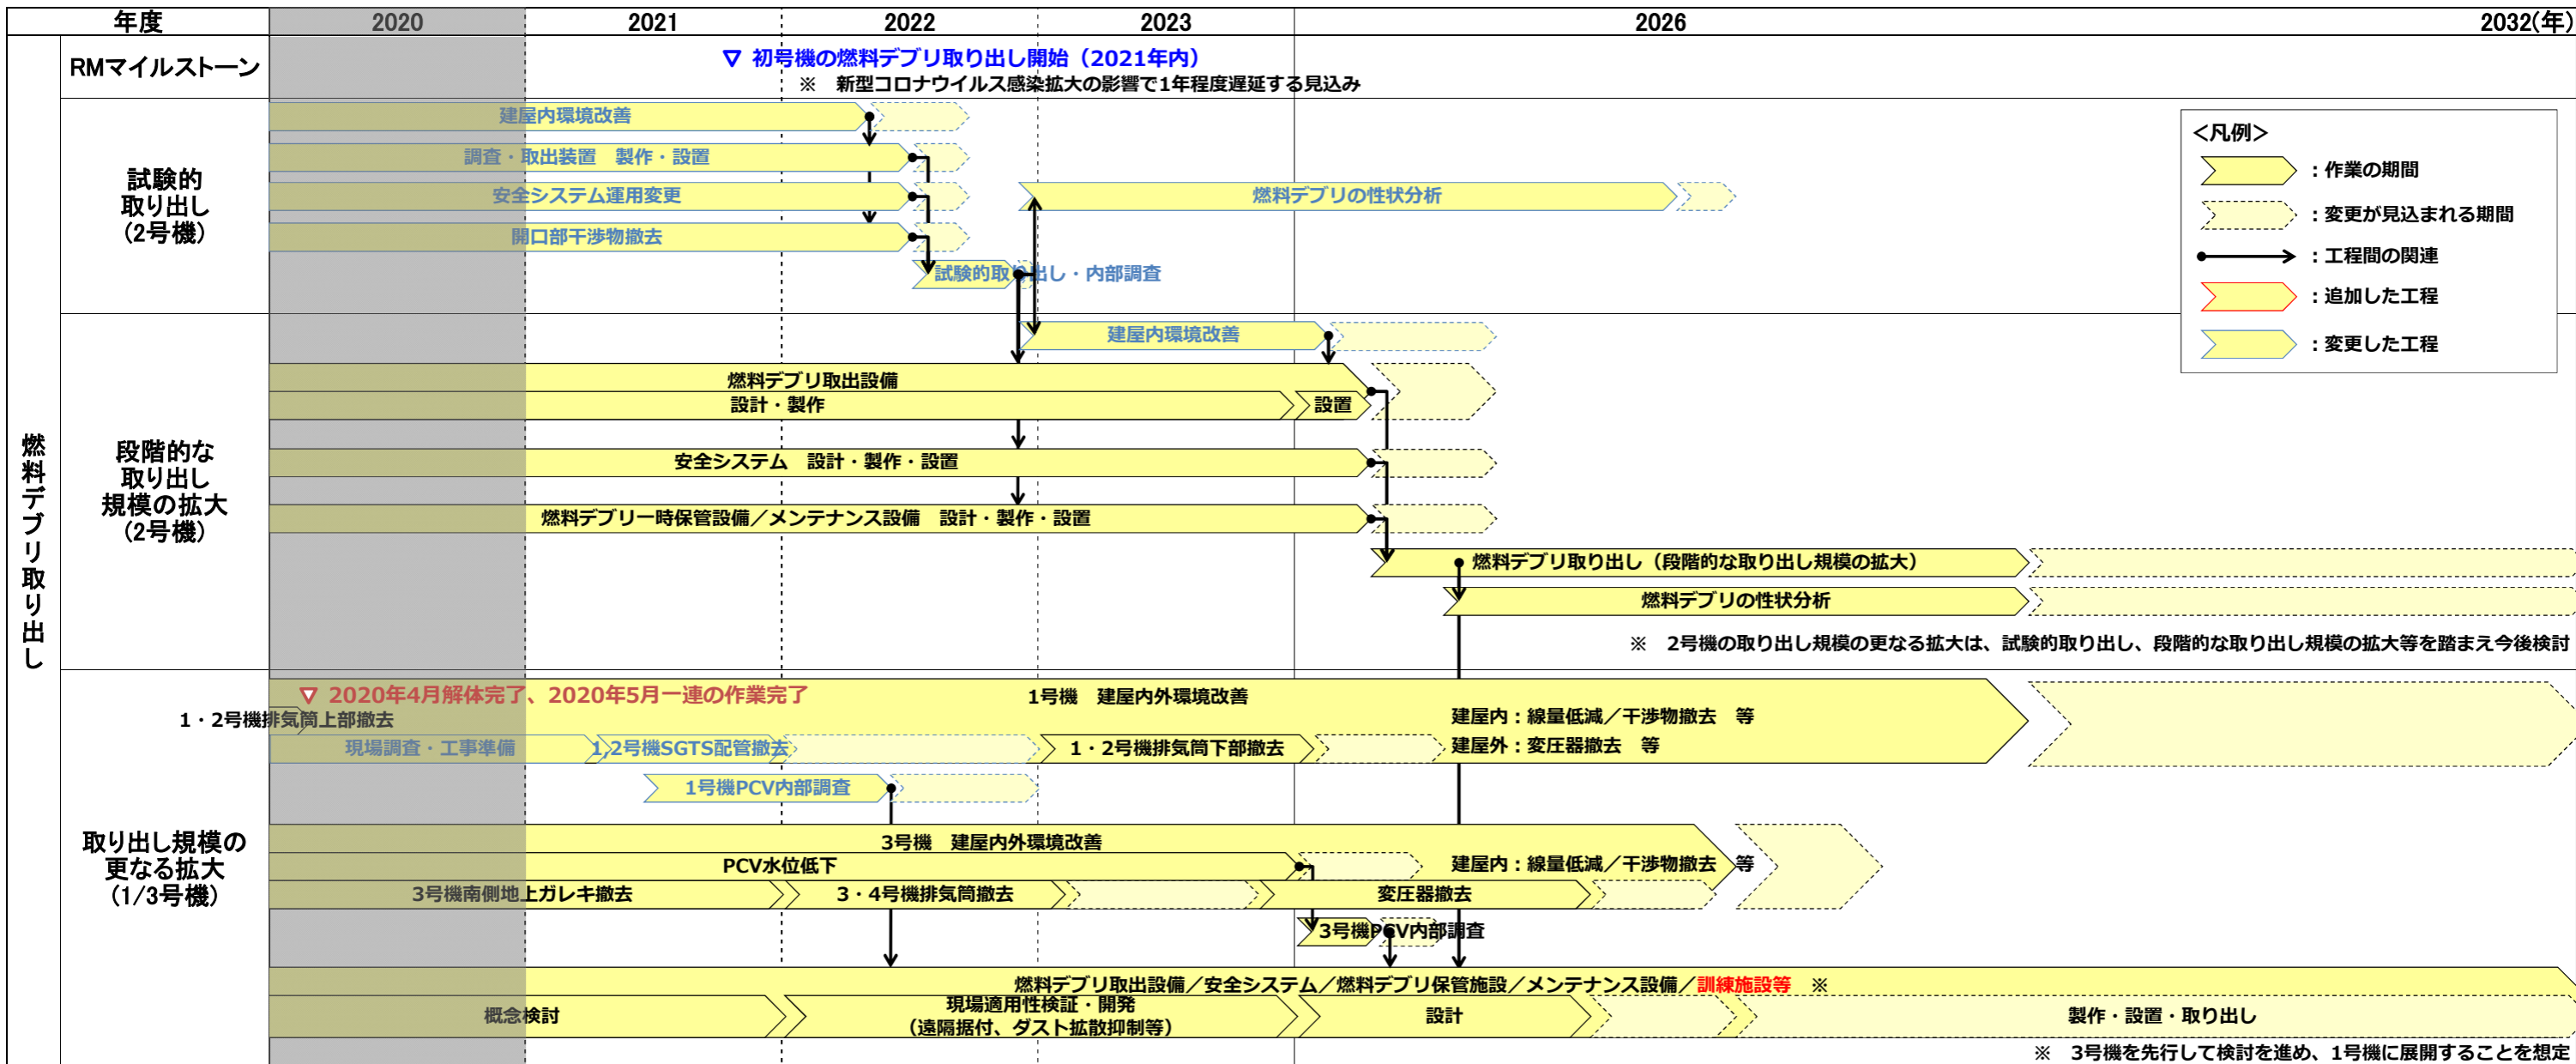 年度
2020
2021
2022
2023
2026
2032(年)
燃料デブリ取り出し
RMマイルストーン
▽ 初号機の燃料デブリ取り出し開始（2021年内）
※　新型コロナウイルス感染拡大の影響で1年程度遅延する見込み
試験的
取り出し
(2号機)
建屋内環境改善
調査・取出装置　製作・設置
安全システム運用変更
燃料デブリの性状分析
開口部干渉物撤去
試験的取り出し・内部調査
＜凡例＞
：作業の期間
：変更が見込まれる期間
：工程間の関連
：追加した工程
：変更した工程
段階的な
取り出し
規模の拡大
(2号機)
建屋内環境改善
燃料デブリ取出設備
設計・製作
設置
安全システム　設計・製作・設置
燃料デブリ一時保管設備／メンテナンス設備　設計・製作・設置
燃料デブリ取り出し（段階的な取り出し規模の拡大）
燃料デブリの性状分析
※　2号機の取り出し規模の更なる拡大は、試験的取り出し、段階的な取り出し規模の拡大等を踏まえ今後検討
取り出し規模の
更なる拡大
(1/3号機)
▽ 2020年4月解体完了、2020年5月一連の作業完了
1号機　建屋内外環境改善
1・2号機排気筒上部撤去
建屋内：線量低減／干渉物撤去　等
現場調査・工事準備
1,2号機SGTS配管撤去
1・2号機排気筒下部撤去
建屋外：変圧器撤去　等
1号機PCV内部調査
3号機　建屋内外環境改善
PCV水位低下
建屋内：線量低減／干渉物撤去　等
3号機南側地上ガレキ撤去
3・4号機排気筒撤去
変圧器撤去
3号機PCV内部調査
燃料デブリ取出設備／安全システム／燃料デブリ保管施設／メンテナンス設備／訓練施設等　※
概念検討
現場適用性検証・開発
（遠隔据付、ダスト拡散抑制等）
設計
製作・設置・取り出し
※　3号機を先行して検討を進め、1号機に展開することを想定